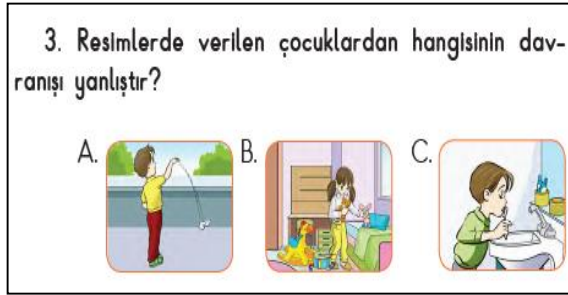 3. Resimlerde verilen çocuklardan hangisinin dav-
ranışı yanlıştır?
A. B. C.